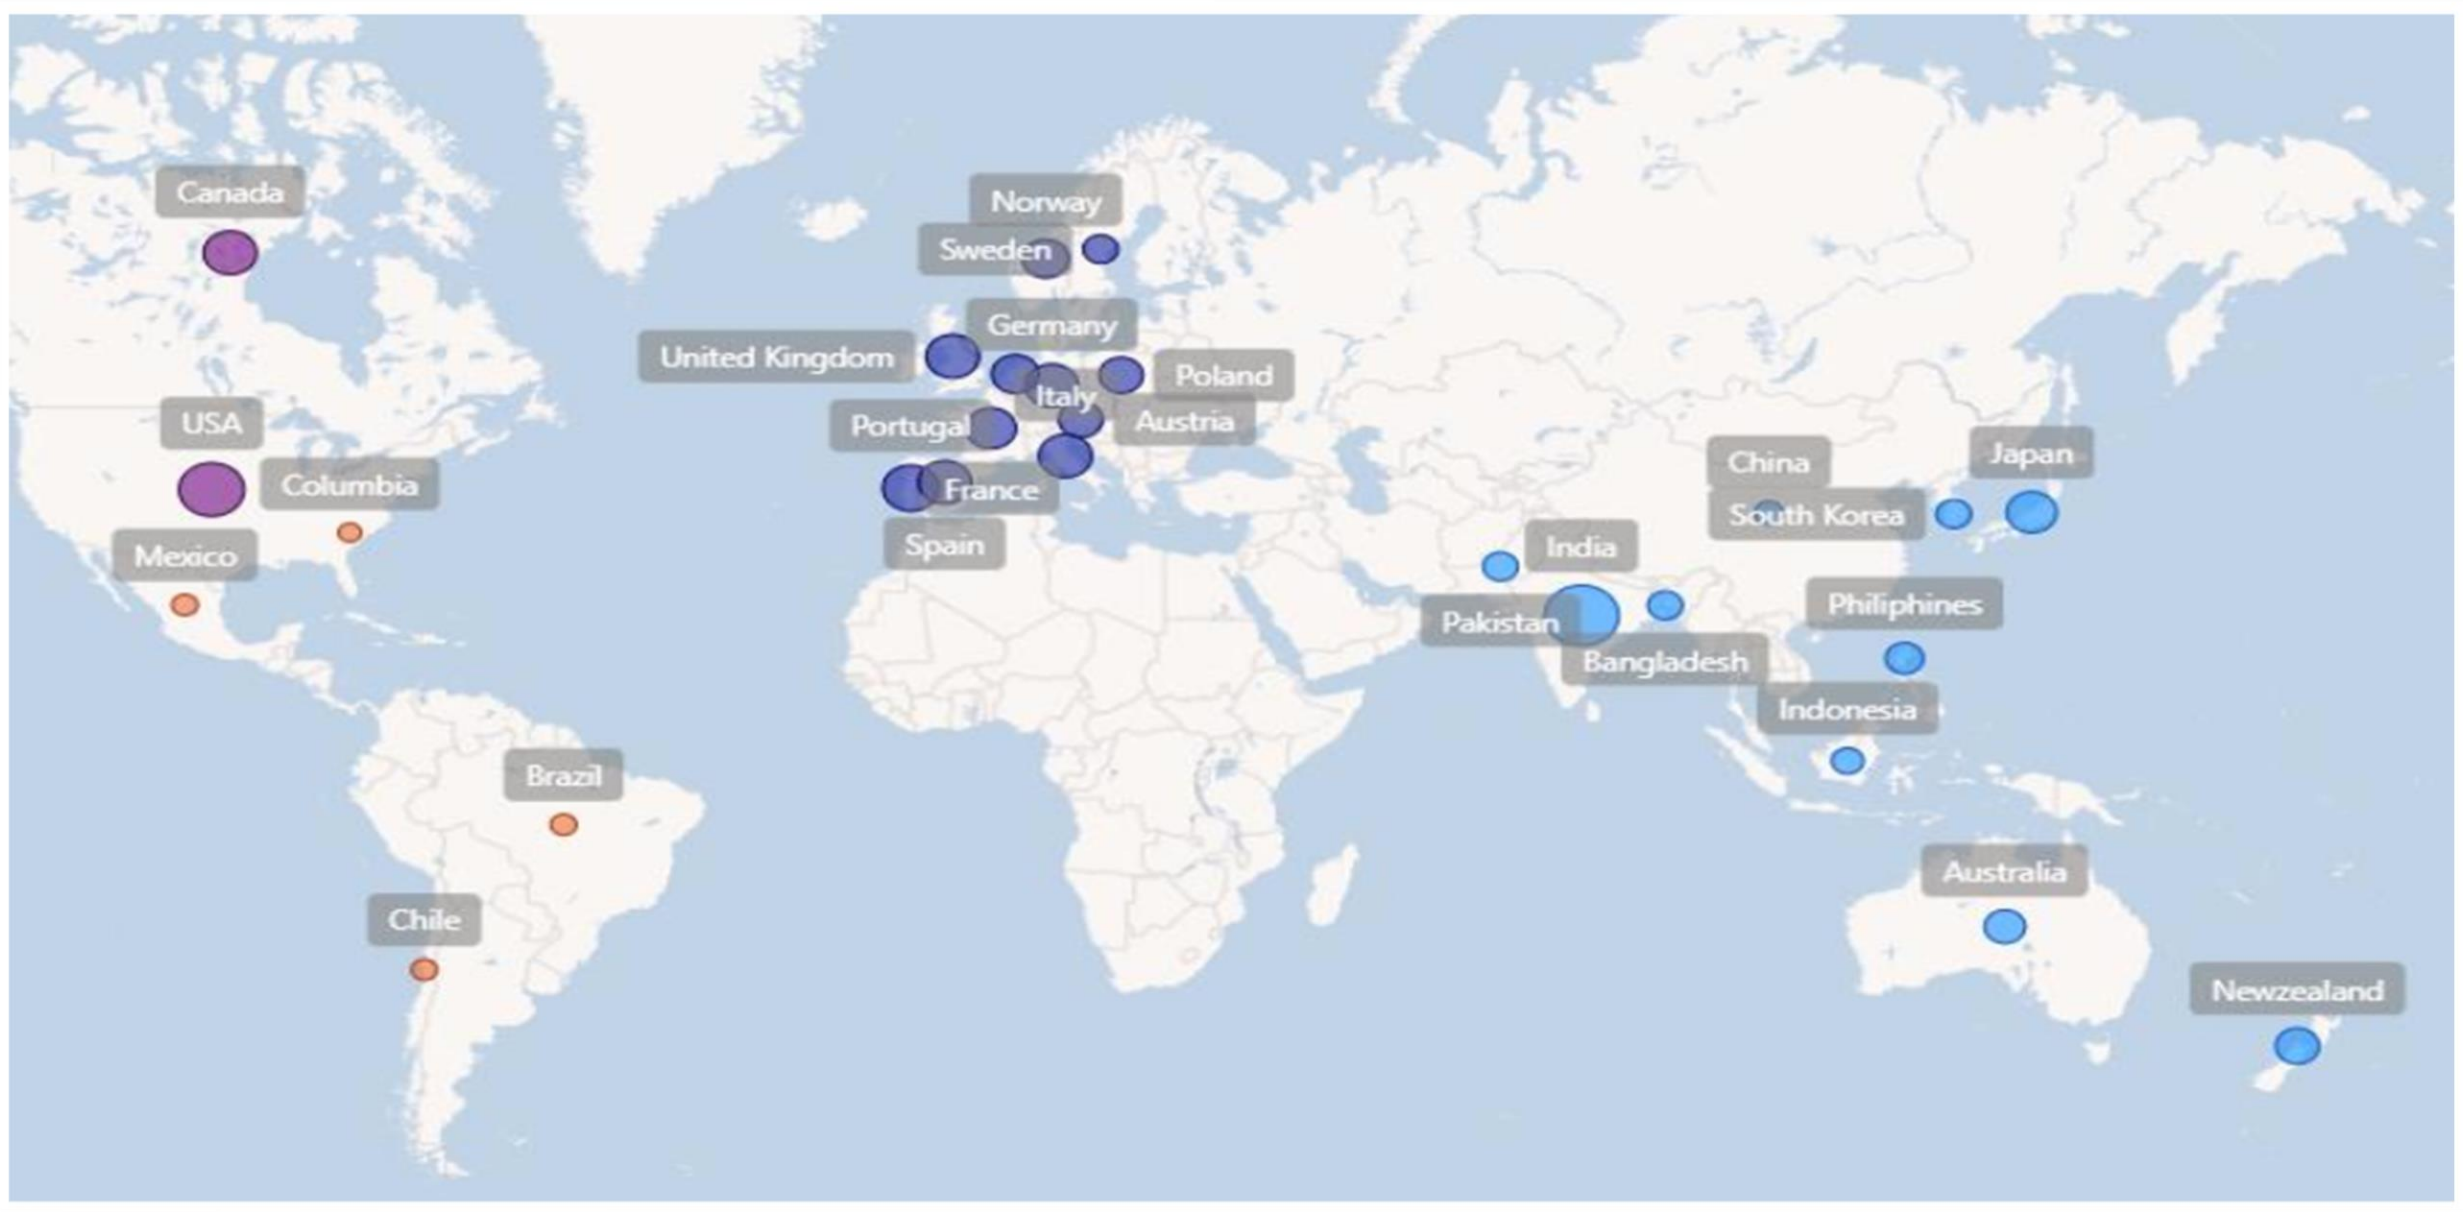 Canada
Norway
Sweden
Germany
United Kingdom
Poland
Italy
Portugal
Austria
USA
Columbia
France
Spain
Mexico
China
Japan
South Korea
India
Pakistan
Philiphines
Bangladesh
Indonesia
Brazil
Australia
Chile
Newzealand